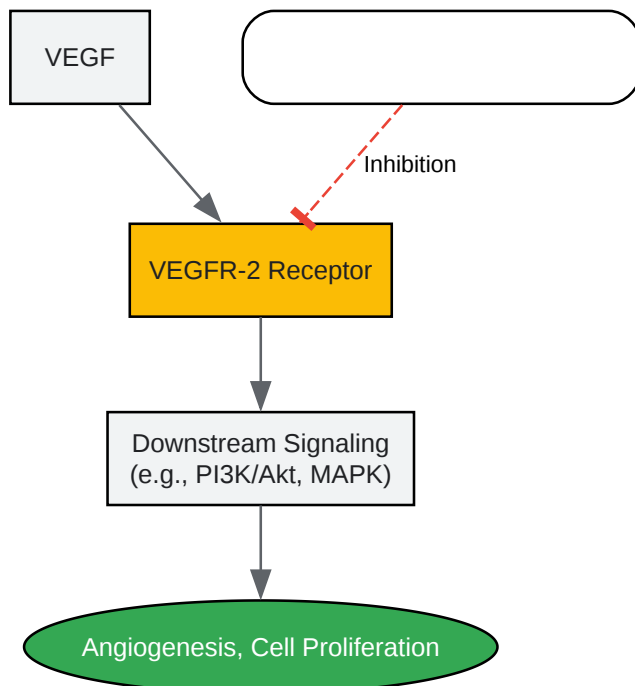 VEGF
Inhibition
VEGFR-2 Receptor
Downstream Signaling
(e.g., PI3K/Akt, MAPK)
Angiogenesis, Cell Proliferation